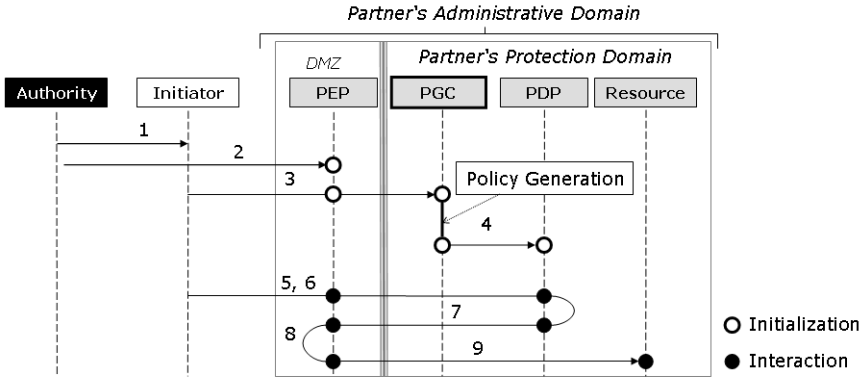 Partner's Administrative Domain
DMZ
Partner's Protection Domain
Authority
Initiator
PEP
PGC
PDP
Resource
1
2
3
Policy Generation
4
5, 6
7
8
9
Initialization
Interaction